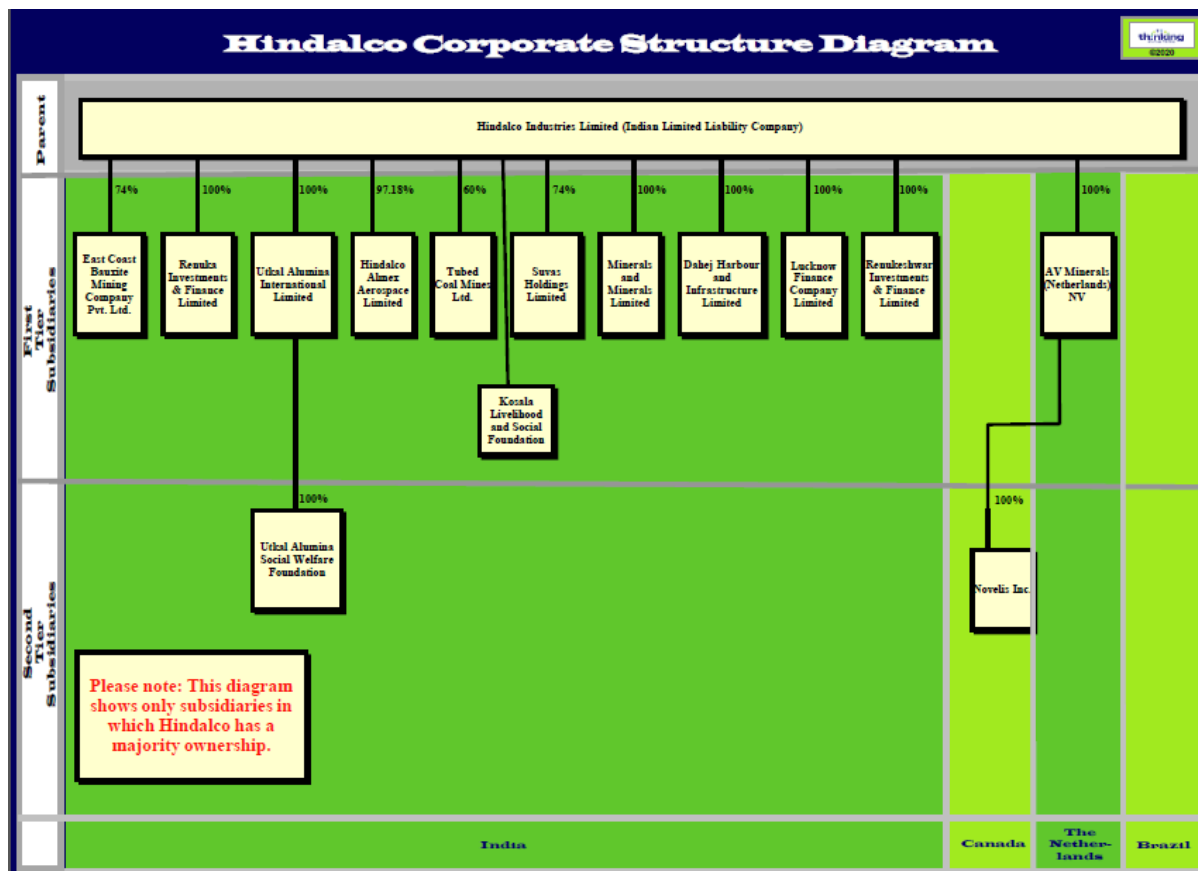 Hindalco Corporate Structure Diagram
thinking
©2020
Parent
Hindalco Industries Limited (Indian Limited Liability Company)
74%
100%
100%
97.18%
60%
74%
100%
100%
100%
100%
100%
First
Tier
Subsidiaries
East Coast
Bauxite
Mining
Company
Pvt. Ltd.
Renuka
Investments
& Finance
Limited
Utkal Alumina
International
Limited
Hindalco
Almex
Aerospace
Limited
Tubed
Coal Mines
Ltd.
Suvas
Holdings
Limited
Minerals
and
Minerals
Limited
Dahej Harbour
and
Infrastructure
Limited
Lucknow
Finance
Company
Limited
Renukeshwar
Investments
& Finance
Limited
AV Minerals
(Netherlands)
NV
Kosala
Livelihood
and Social
Foundation
Second
Tier
Subsidiaries
100%
100%
Utkal Alumina
Social Welfare
Foundation
Novelis Inc.
Please note: This diagram
shows only subsidiaries in
which Hindalco has a
majority ownership.
India
Canada
The
Nether-
lands
Brazil